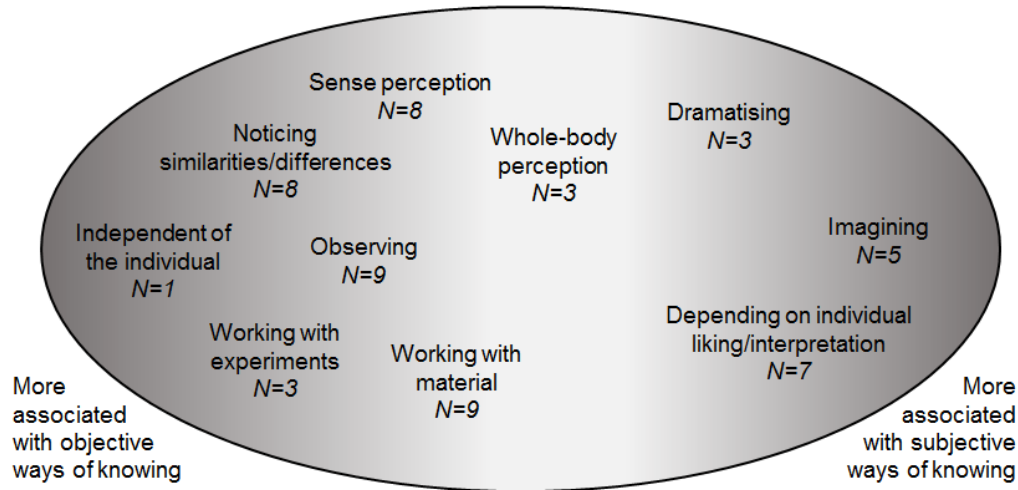 Sense perception
N=8
Dramatising
N=3
Noticing
similarities/differences
N=8
Whole-body
perception
N=3
Independent of
the individual
N=1
Observing
N=9
Imagining
N=5
Working with
experiments
N=3
Working with
material
N=9
Depending on individual
liking/interpretation
N=7
More
associated
with objective
ways of knowing
More
associated
with subjective
ways of knowing